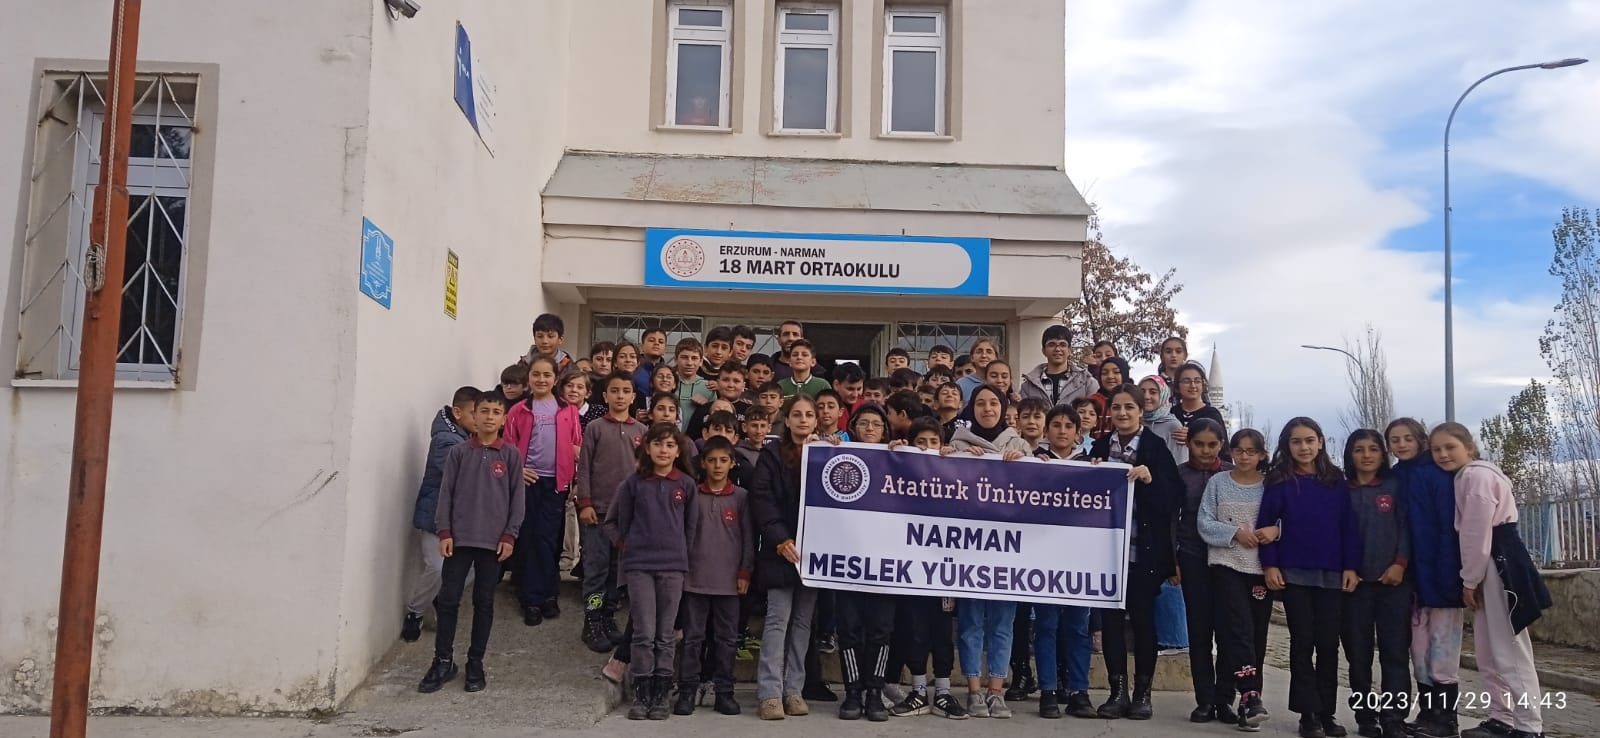 ERZURUM - NARMAN
18 MART ORTAOKULU
Atatürk Üniversitesi
NARMAN
MESLEK YÜKSEKOKULU
2023/11/29 14:43